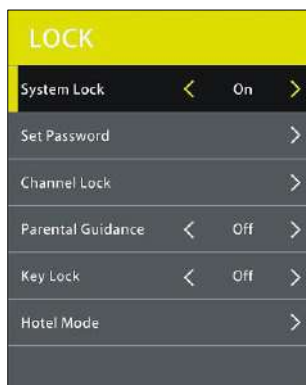 LOCK
System Lock < On >
Set Password >
Channel Lock >
Parental Guidance < Off >
Key Lock < Off >
Hotel Mode >